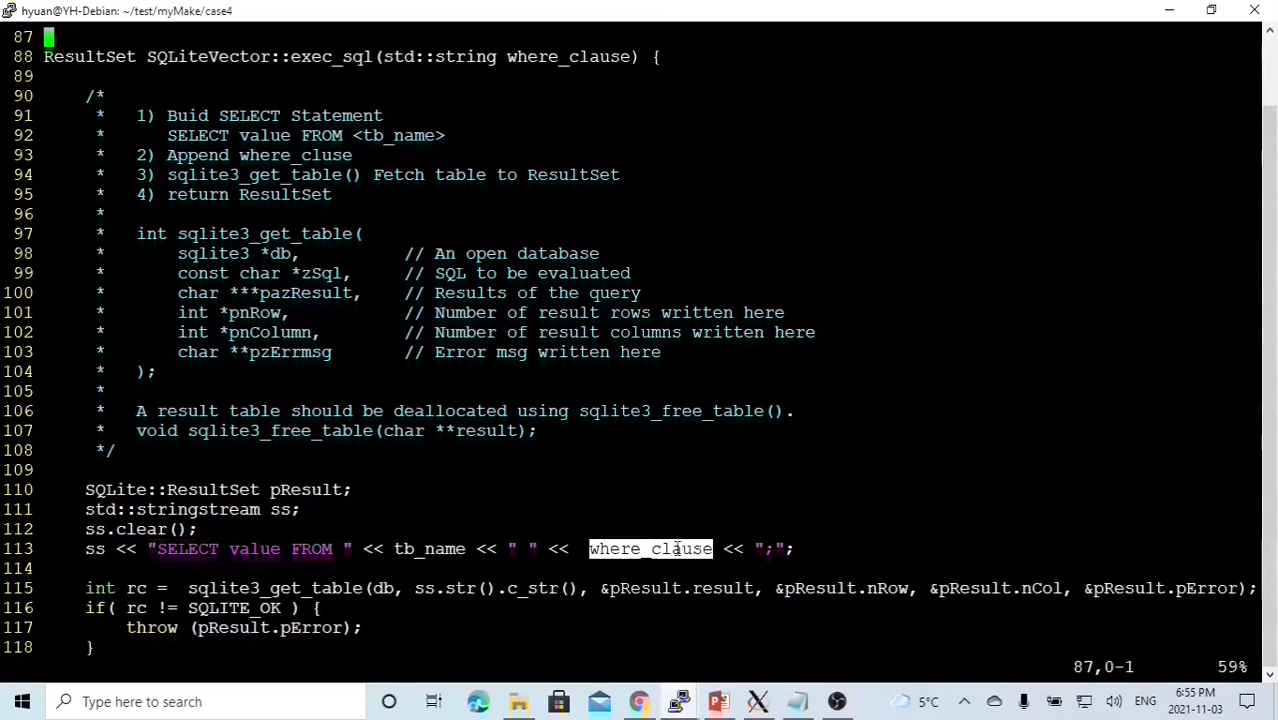 hyuan@YH-Debian: ~/test/myMake/case4
87
88 ResultSet SQLiteVector::exec_sql(std::string where_clause) {
89
90 /*
91 * 1) Buid SELECT Statement
92 * SELECT value FROM <tb_name>
93 * 2) Append where_cluse
94 * 3) sqlite3_get_table() Fetch table to ResultSet
95 * 4) return ResultSet
96 *
97 * int sqlite3_get_table(
98 * sqlite3 *db, // An open database
99 * const char *zSql, // SQL to be evaluated
100 * char ***pazResult, // Results of the query
101 * int *pnRow, // Number of result rows written here
102 * int *pnColumn, // Number of result columns written here
103 * char **pzErrmsg // Error msg written here
104 * );
105 *
106 * A result table should be deallocated using sqlite3_free_table().
107 * void sqlite3_free_table(char **result);
108 */
109
110 SQLite::ResultSet pResult;
111 std::stringstream ss;
112 ss.clear();
113 ss << "SELECT value FROM " << tb_name << " " << where_clause << ";";
114
115 int rc = sqlite3_get_table(db, ss.str().c_str(), &pResult.result, &pResult.nRow, &pResult.nCol, &pResult.pError);
116 if( rc != SQLITE_OK ) {
117 throw (pResult.pError);
118 }
87,0-1 59%
Type here to search
5°C
ENG
6:55 PM
2021-11-03